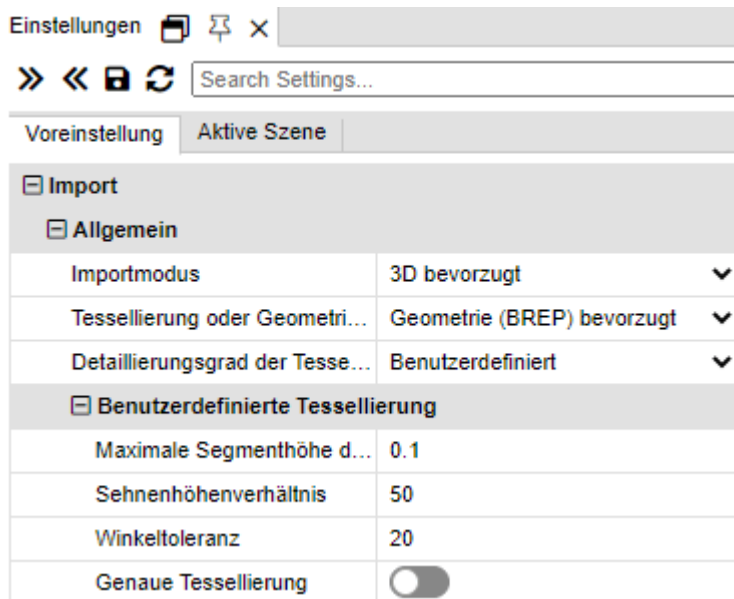 Einstellungen
Search Settings...
Voreinstellung Aktive Szene
Import
Allgemein
Importmodus 3D bevorzugt
Tessellierung oder Geometri... Geometrie (BREP) bevorzugt
Detaillierungsgrad der Tesse... Benutzerdefiniert
Benutzerdefinierte Tessellierung
Maximale Segmenthöhe d... 0.1
Sehnenhöhenverhältnis 50
Winkeltoleranz 20
Genaue Tessellierung